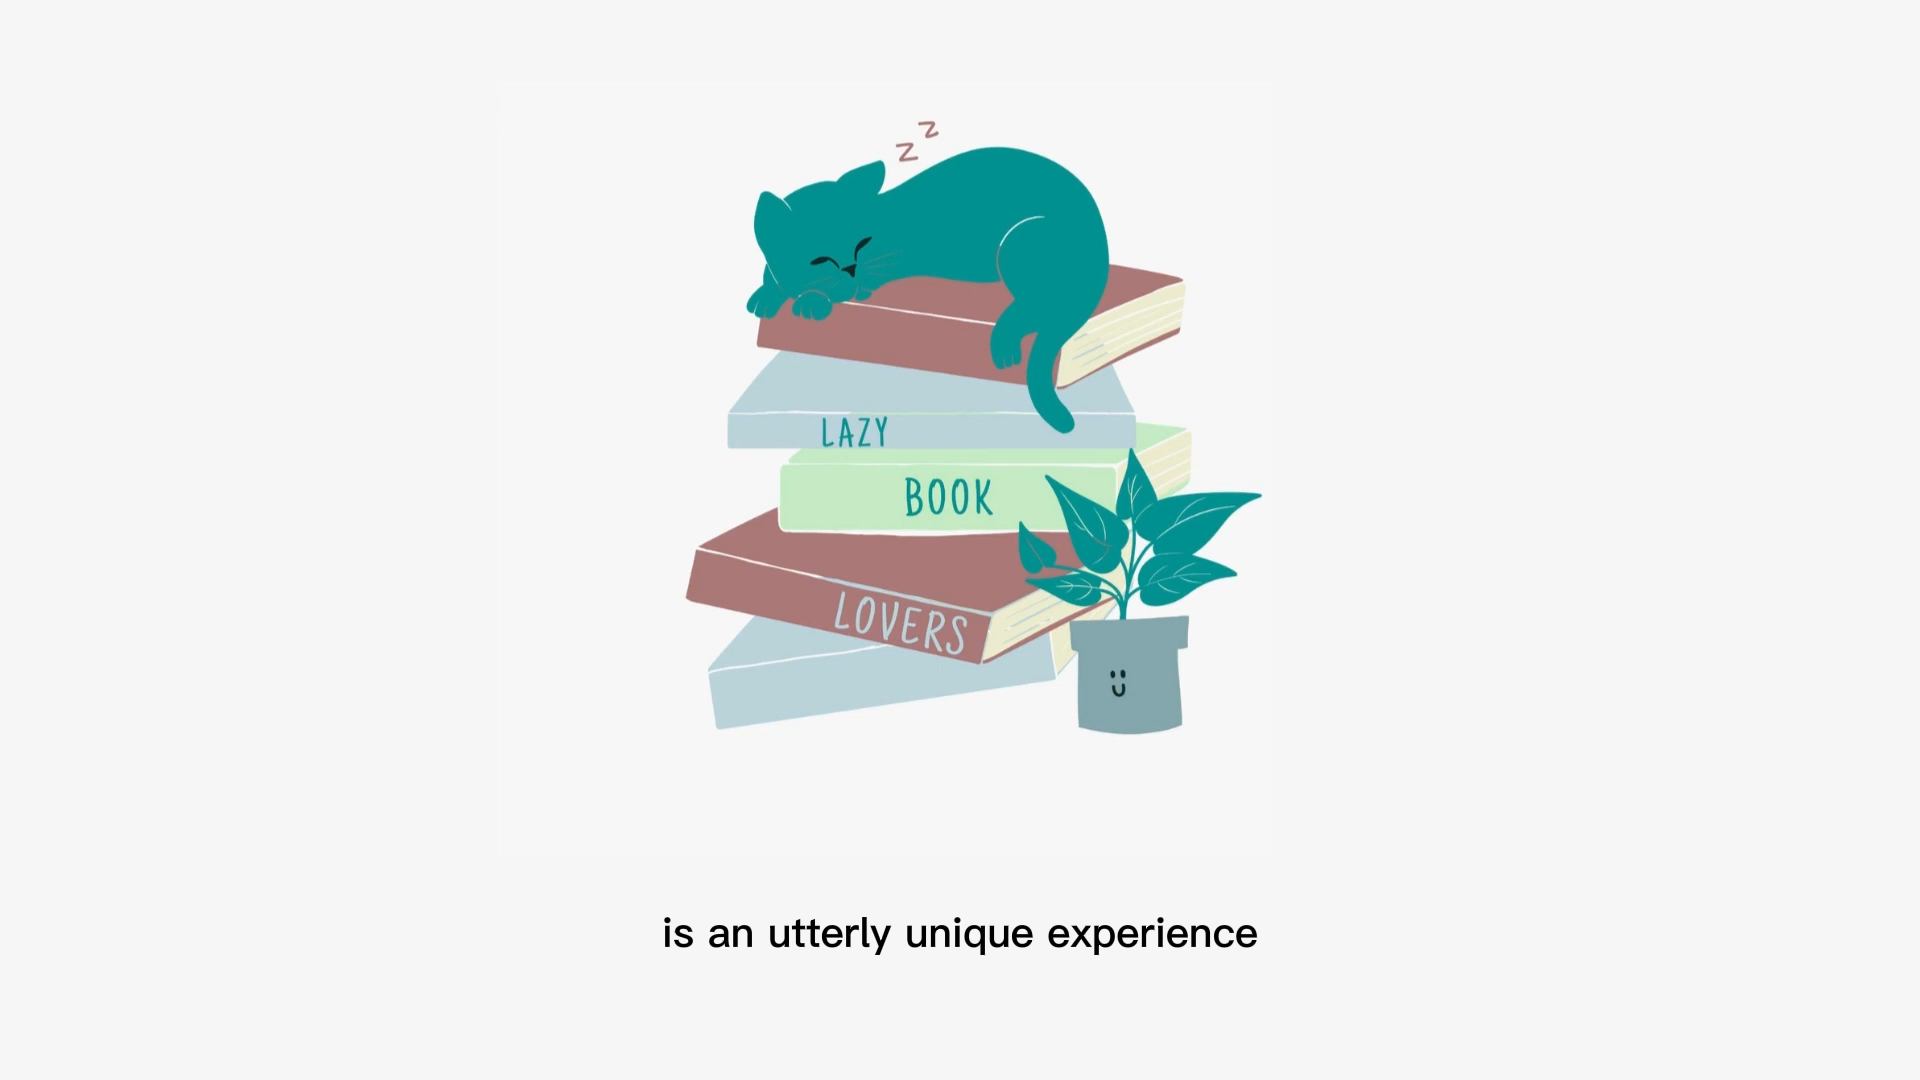 z
z
LAZY
BOOK
LOVERS
is an utterly unique experience